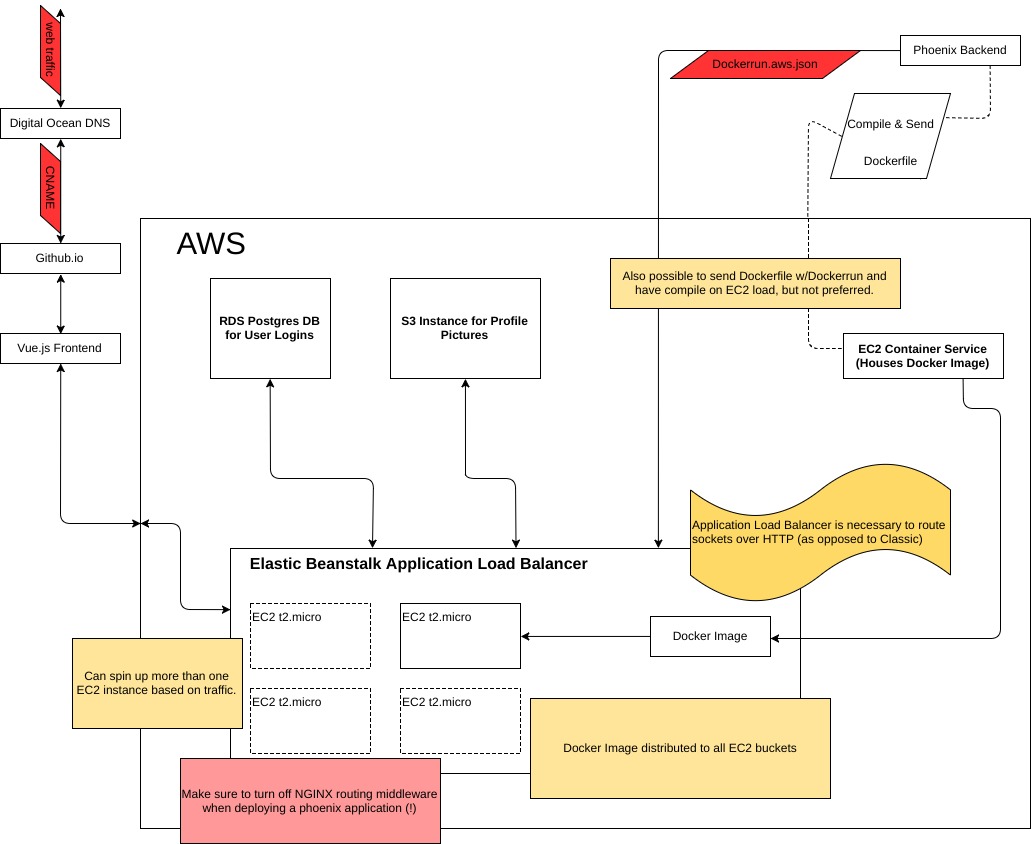 web traffic
Digital Ocean DNS
CNAME
Github.io
Vue.js Frontend
Phoenix Backend
Dockerrun.aws.json
Compile & Send
Dockerfile
AWS
Also possible to send Dockerfile w/Dockerrun and
have compile on EC2 load, but not preferred.
RDS Postgres DB
for User Logins
S3 Instance for Profile
Pictures
EC2 Container Service
(Houses Docker Image)
Application Load Balancer is necessary to route
sockets over HTTP (as opposed to Classic)
Elastic Beanstalk Application Load Balancer
EC2 t2.micro
EC2 t2.micro
Docker Image
Can spin up more than one
EC2 instance based on traffic.
EC2 t2.micro
EC2 t2.micro
Docker Image distributed to all EC2 buckets
Make sure to turn off NGINX routing middleware
when deploying a phoenix application (!)